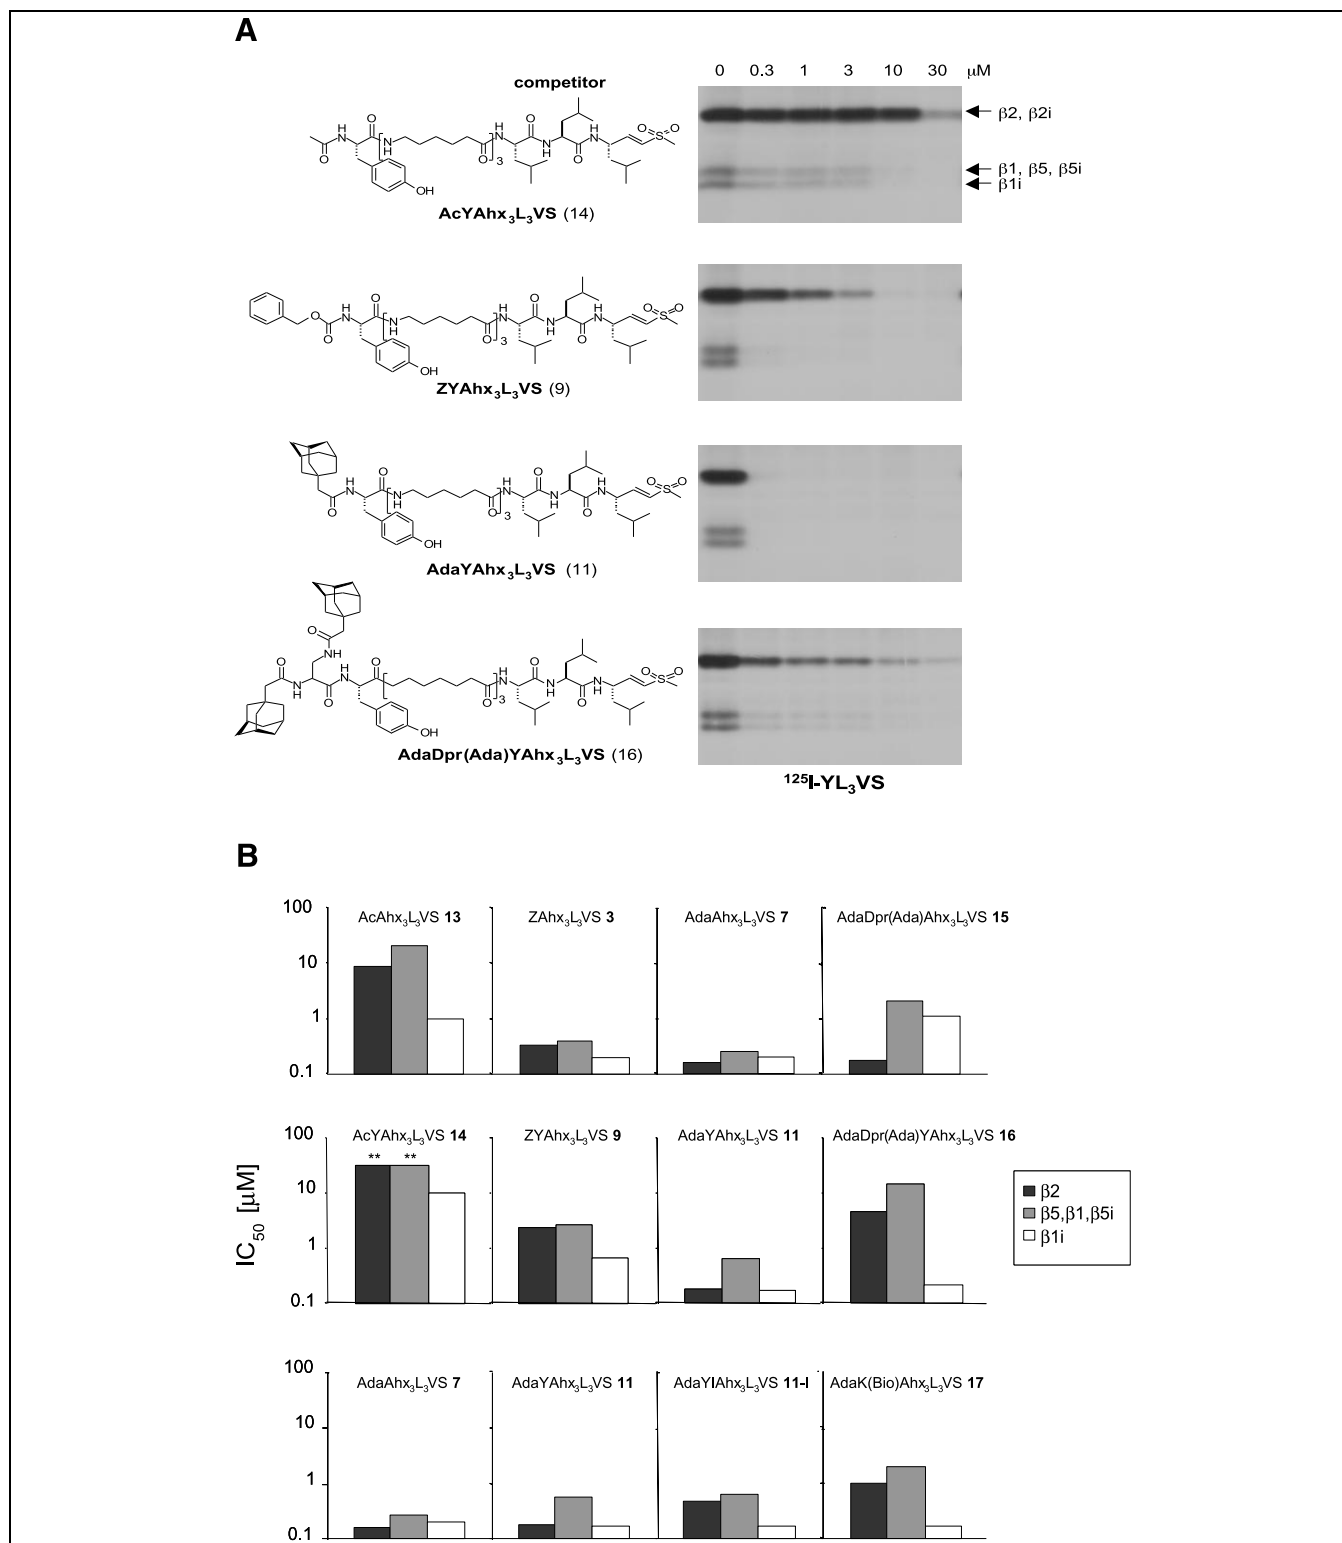 A
competitor
0 0.3 1 3 10 30 μM
β2, β2i
β1, β5, β5i
β1i
AcYAhx₃L₃VS (14)
ZYAhx₃L₃VS (9)
AdaYAhx₃L₃VS (11)
AdaDpr(Ada)YAhx₃L₃VS (16)
¹²⁵I-YL₃VS
B
IC₅₀ [μM]
100
10
1
0.1
AcAhx₃L₃VS 13
ZAhx₃L₃VS 3
AdaAhx₃L₃VS 7
AdaDpr(Ada)Ahx₃L₃VS 15
100
10
1
0.1
AcYAhx₃L₃VS 14
** **
ZYAhx₃L₃VS 9
AdaYAhx₃L₃VS 11
AdaDpr(Ada)YAhx₃L₃VS 16
β2
β5,β1,β5i
β1i
100
10
1
0.1
AdaAhx₃L₃VS 7
AdaYAhx₃L₃VS 11
AdaYIAhx₃L₃VS 11-I
AdaK(Bio)Ahx₃L₃VS 17